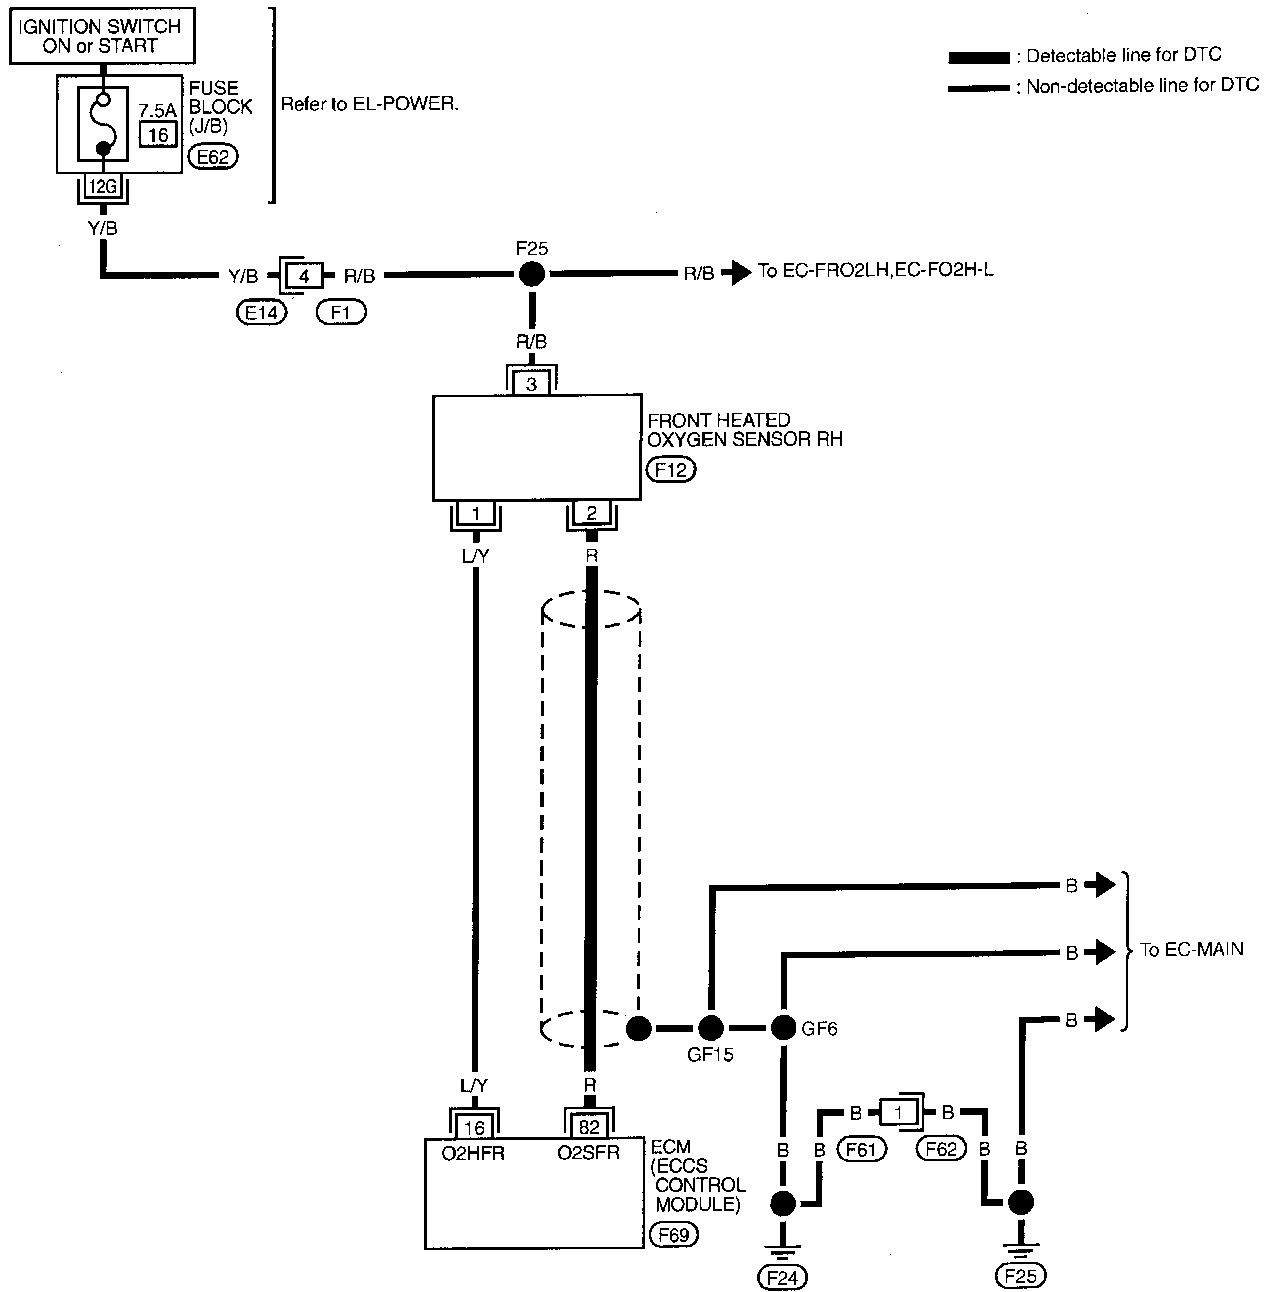 IGNITION SWITCH
ON or START
FUSE
BLOCK
(J/B)
7.5A
16
E62
12G
Refer to EL-POWER.
: Detectable line for DTC
: Non-detectable line for DTC
Y/B
Y/B
4
R/B
E14
F1
F25
R/B
To EC-FRO2LH,EC-FO2H-L
R/B
3
FRONT HEATED
OXYGEN SENSOR RH
F12
1
2
L/Y
R
B
B
To EC-MAIN
B
GF15
GF6
L/Y
R
16
82
O2HFR
O2SFR
ECM
(ECCS
CONTROL
MODULE)
F69
B
1
B
F61
F62
B
B
B
B
F24
F25